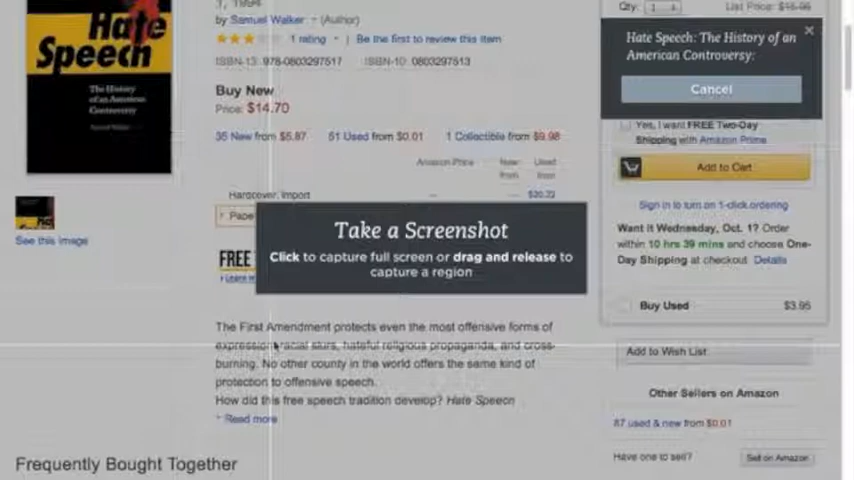 Hate
Speech
The History
of an American
Controversy
by Samuel Walker (Author)
1 rating | Be the first to review this item
ISBN-13: 978-0803297517 ISBN-10: 0803297513
Buy New
Price: $14.70
35 New from $5.87 51 Used from $0.01 1 Collectible from $9.98
Amazon Price New from Used from
Hardcover, Import — — $20.22
Pape
FREE
See this image
Take a Screenshot
Click to capture full screen or drag and release to
capture a region
The First Amendment protects even the most offensive forms of
expression: racial slurs, hateful religious propaganda, and cross-
burning. No other county in the world offers the same kind of
protection to offensive speech.
How did this free speech tradition develop? Hate Speech
Read more
Frequently Bought Together
Qty: 1 List Price: $16.95
Hate Speech: The History of an
American Controversy:
Cancel
Yes, I want FREE Two-Day
Shipping with Amazon Prime
Add to Cart
Sign in to turn on 1-click ordering
Want it Wednesday, Oct. 1? Order
within 10 hrs 39 mins and choose One-
Day Shipping at checkout. Details
Buy Used $3.95
Add to Wish List
Other Sellers on Amazon
87 used & new from $0.01
Have one to sell? Sell on Amazon